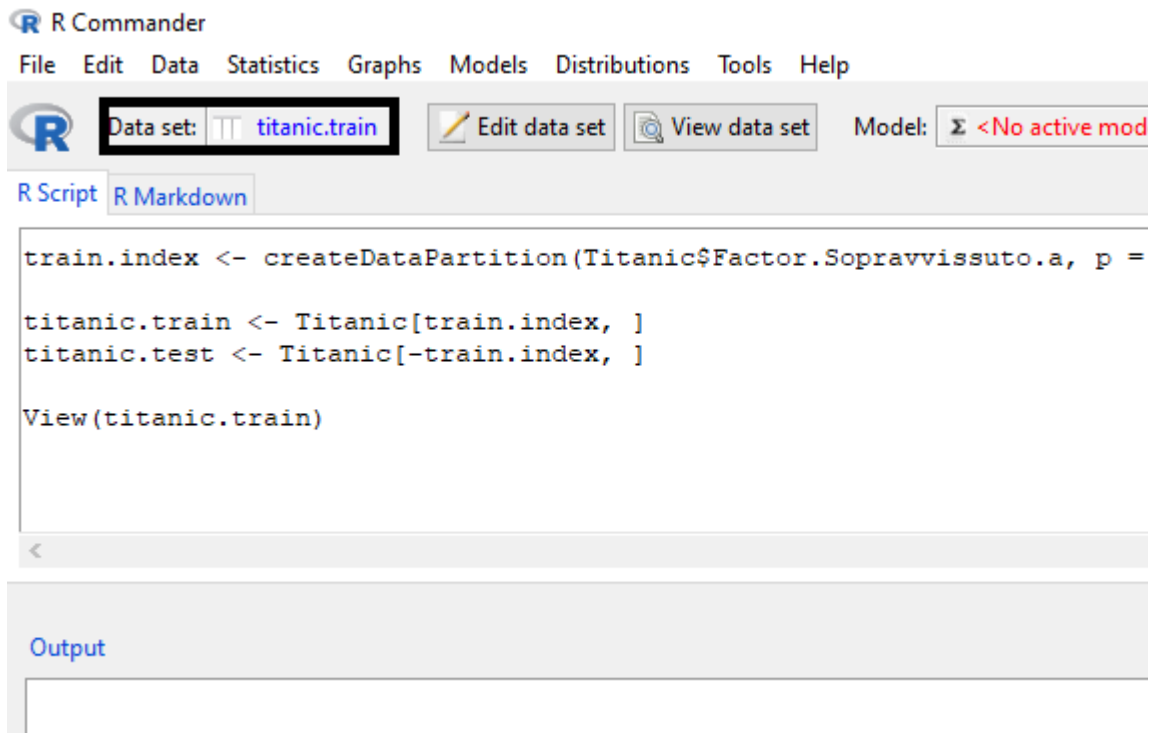 R Commander
File Edit Data Statistics Graphs Models Distributions Tools Help
R Data set: titanic.train Edit data set View data set Model: Σ <No active mod
R Script R Markdown
train.index <- createDataPartition(Titanic$Factor.Sopravvissuto.a, p =
titanic.train <- Titanic[train.index, ]
titanic.test <- Titanic[-train.index, ]
View(titanic.train)
Output